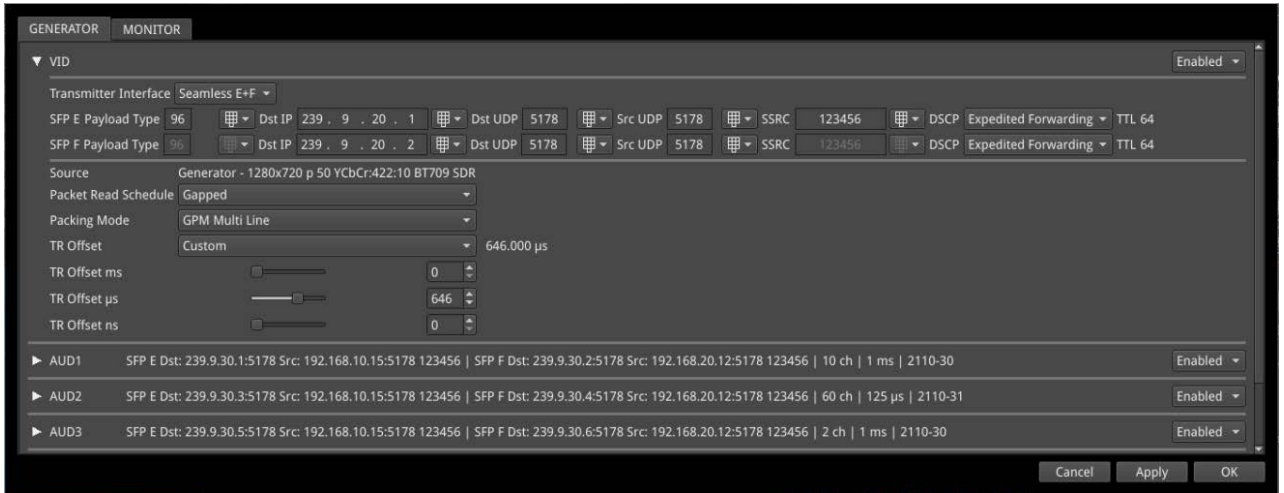 GENERATOR MONITOR
VID Enabled
Transmitter Interface Seamless E+F
SFP E Payload Type 96 Dst IP 239 . 9 . 20 . 1 Dst UDP 5178 Src UDP 5178 SSRC 123456 DSCP Expedited Forwarding TTL 64
SFP F Payload Type 96 Dst IP 239 . 9 . 20 . 2 Dst UDP 5178 Src UDP 5178 SSRC 123456 DSCP Expedited Forwarding TTL 64
Source Generator - 1280x720 p 50 YCbCr:422:10 BT709 SDR
Packet Read Schedule Gapped
Packing Mode GPM Multi Line
TR Offset Custom 646.000 µs
TR Offset ms 0
TR Offset µs 646
TR Offset ns 0
AUD1 SFP E Dst: 239.9.30.1:5178 Src: 192.168.10.15:5178 123456 | SFP F Dst: 239.9.30.2:5178 Src: 192.168.20.12:5178 123456 | 10 ch | 1 ms | 2110-30 Enabled
AUD2 SFP E Dst: 239.9.30.3:5178 Src: 192.168.10.15:5178 123456 | SFP F Dst: 239.9.30.4:5178 Src: 192.168.20.12:5178 123456 | 60 ch | 125 µs | 2110-31 Enabled
AUD3 SFP E Dst: 239.9.30.5:5178 Src: 192.168.10.15:5178 123456 | SFP F Dst: 239.9.30.6:5178 Src: 192.168.20.12:5178 123456 | 2 ch | 1 ms | 2110-30 Enabled
Cancel Apply OK